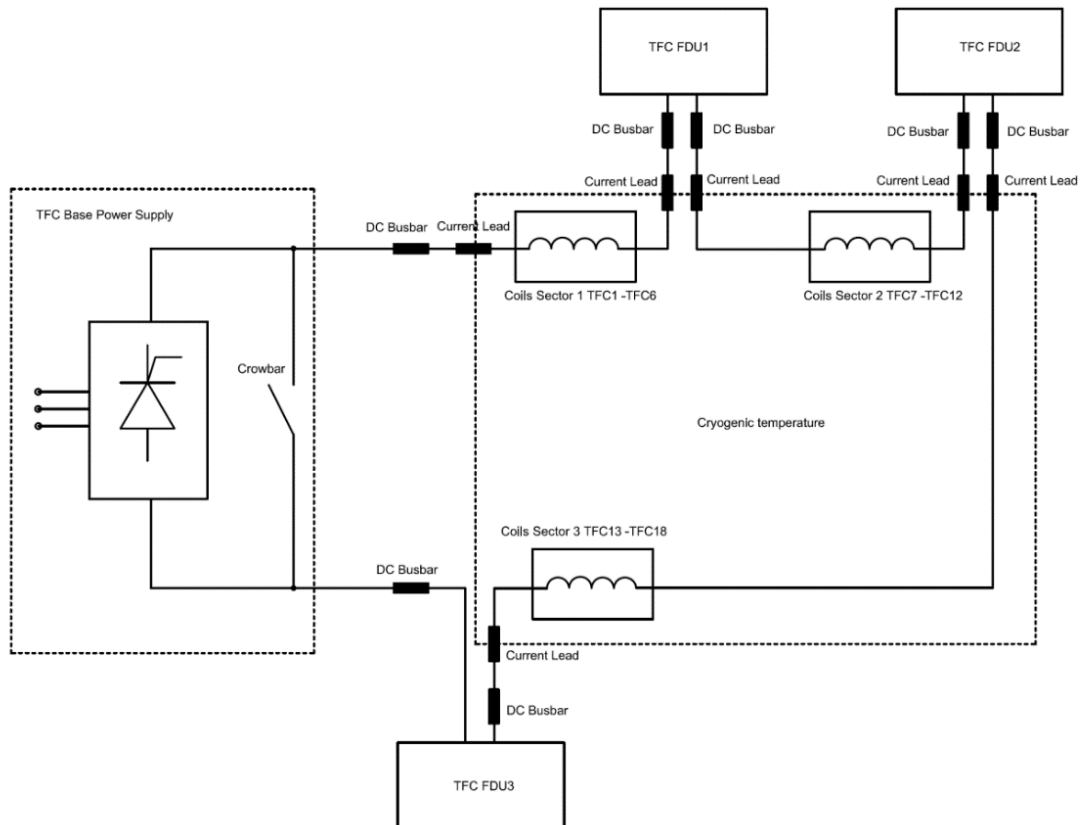 TFC FDU1
TFC FDU2
DC Busbar
DC Busbar
DC Busbar
DC Busbar
Current Lead
Current Lead
Current Lead
Current Lead
TFC Base Power Supply
DC Busbar
Current Lead
Coils Sector 1 TFC1 -TFC6
Coils Sector 2 TFC7 -TFC12
Crowbar
Cryogenic temperature
Coils Sector 3 TFC13 -TFC18
DC Busbar
Current Lead
DC Busbar
TFC FDU3